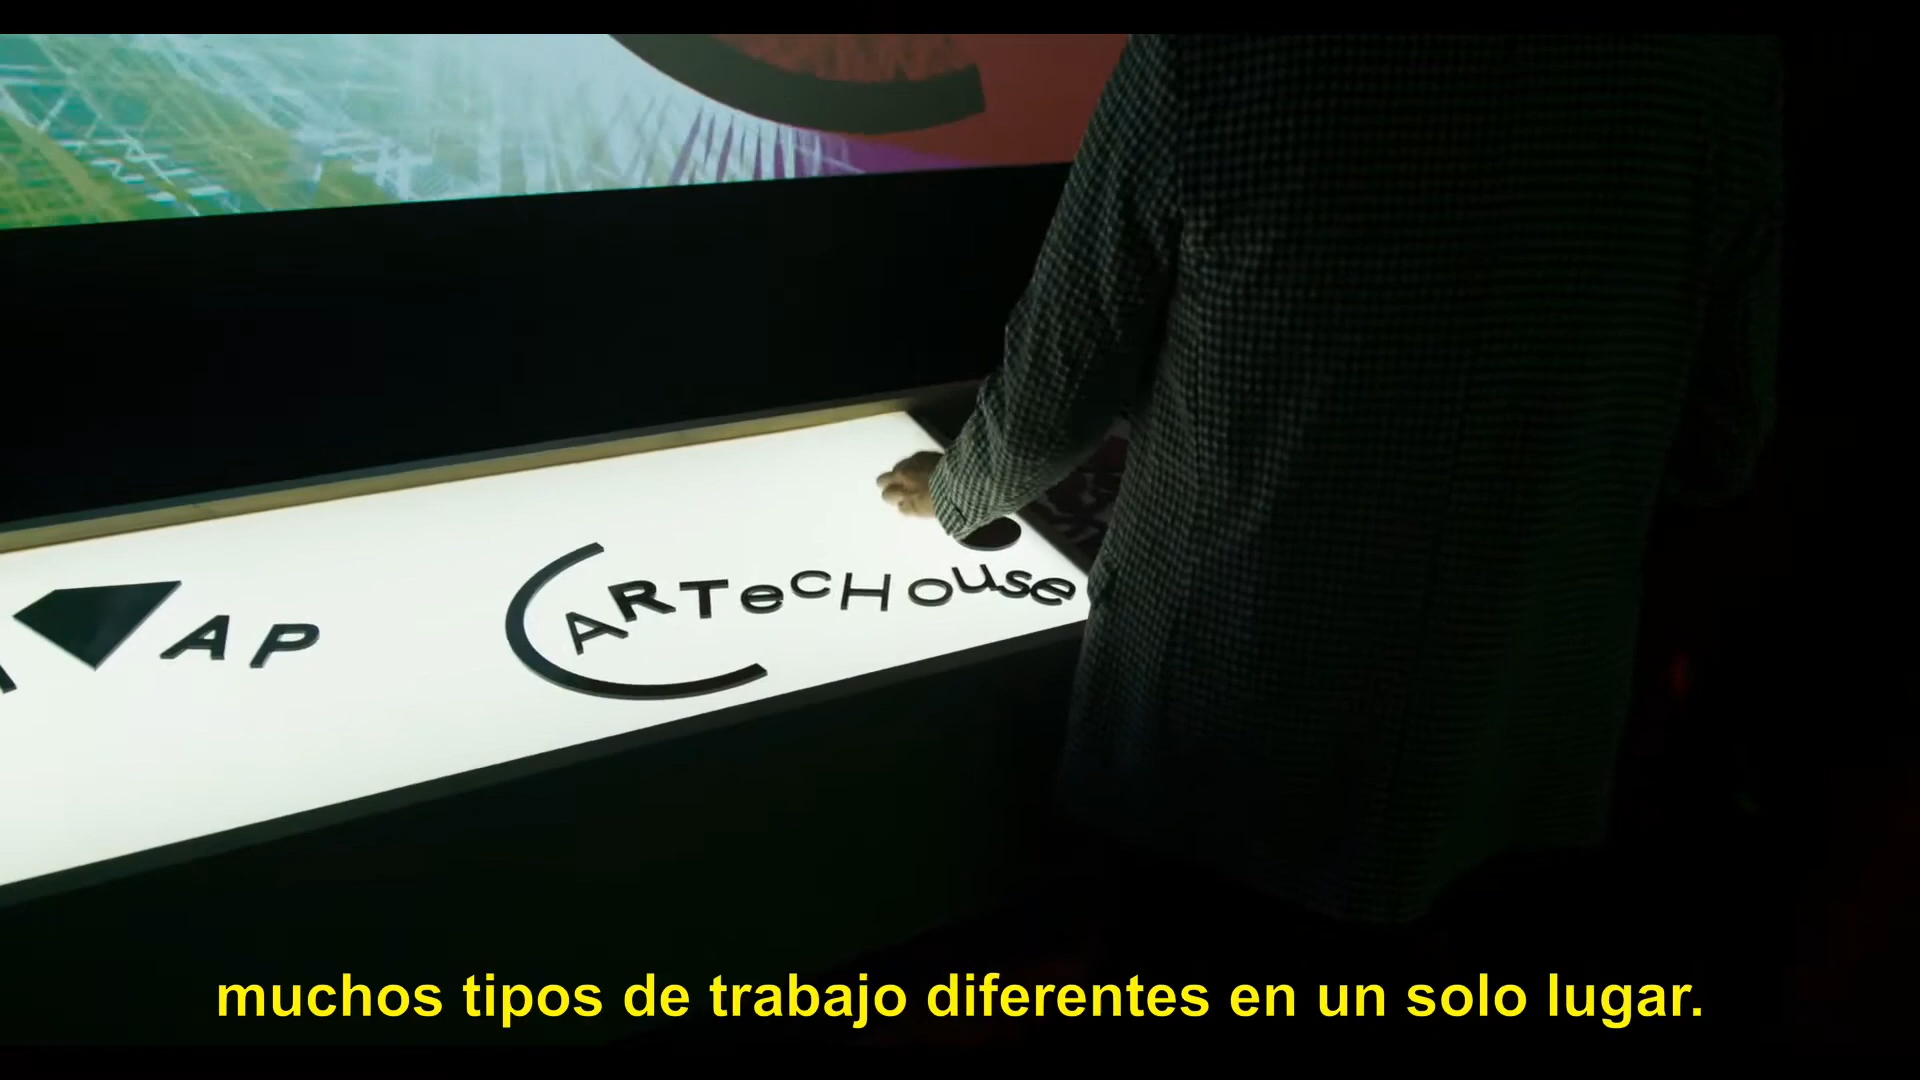 AP
ARTecHouse
muchos tipos de trabajo diferentes en un solo lugar.